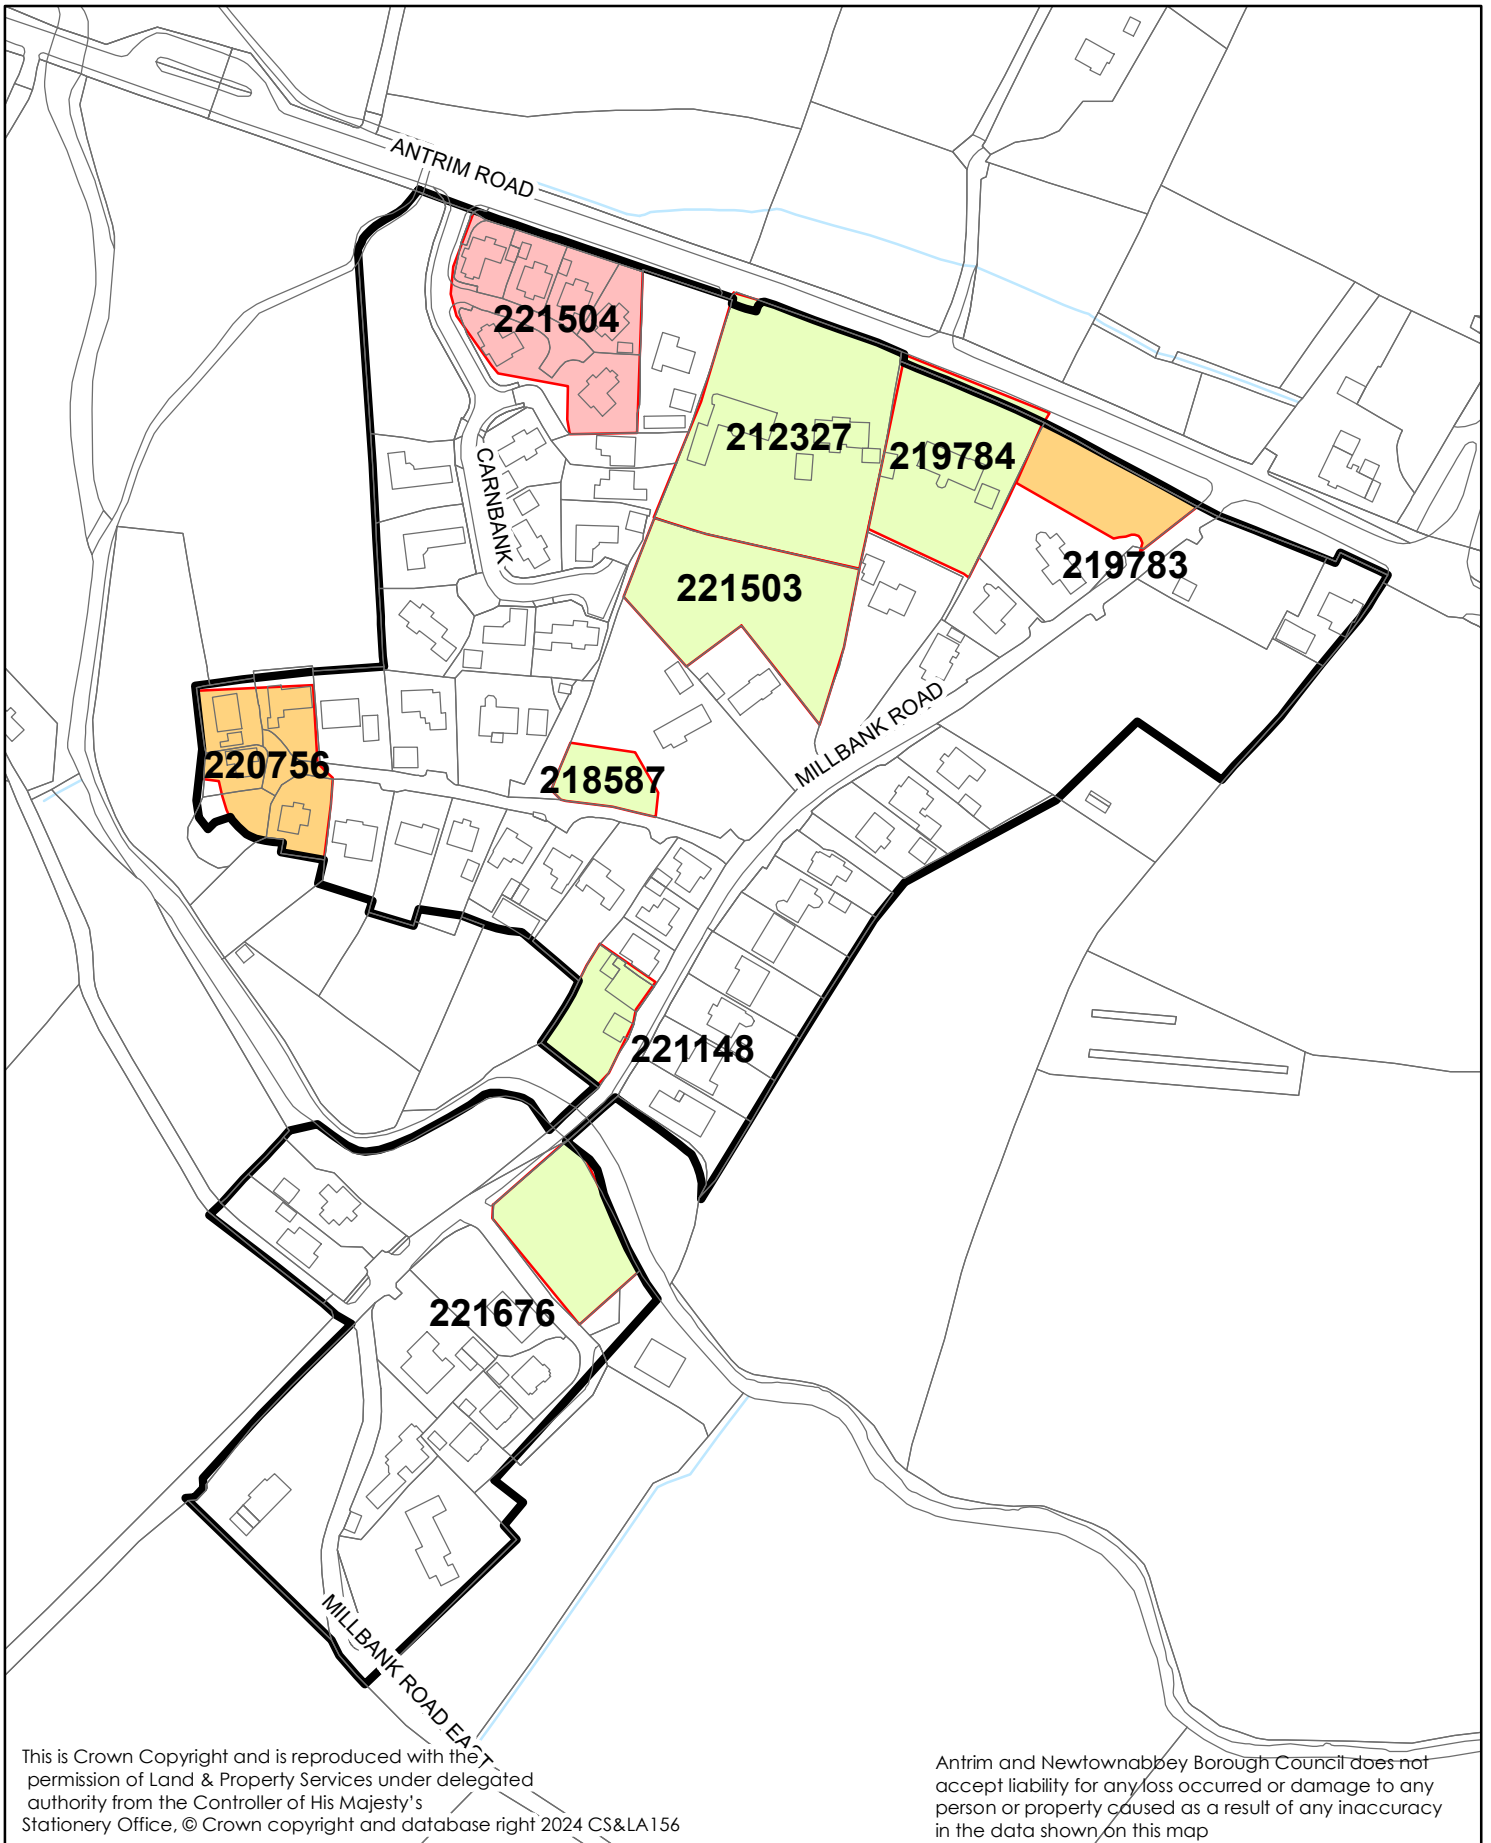 ANTRIM ROAD
221504
212327
219784
CARNBANK
219783
221503
MILLBANK ROAD
220756
218587
221148
221676
MILLBANK ROAD EAST
This is Crown Copyright and is reproduced with the
permission of Land & Property Services under delegated
authority from the Controller of His Majesty's
Stationery Office, © Crown copyright and database right 2024 CS&LA156
Antrim and Newtownabbey Borough Council does not
accept liability for any loss occurred or damage to any
person or property caused as a result of any inaccuracy
in the data shown on this map